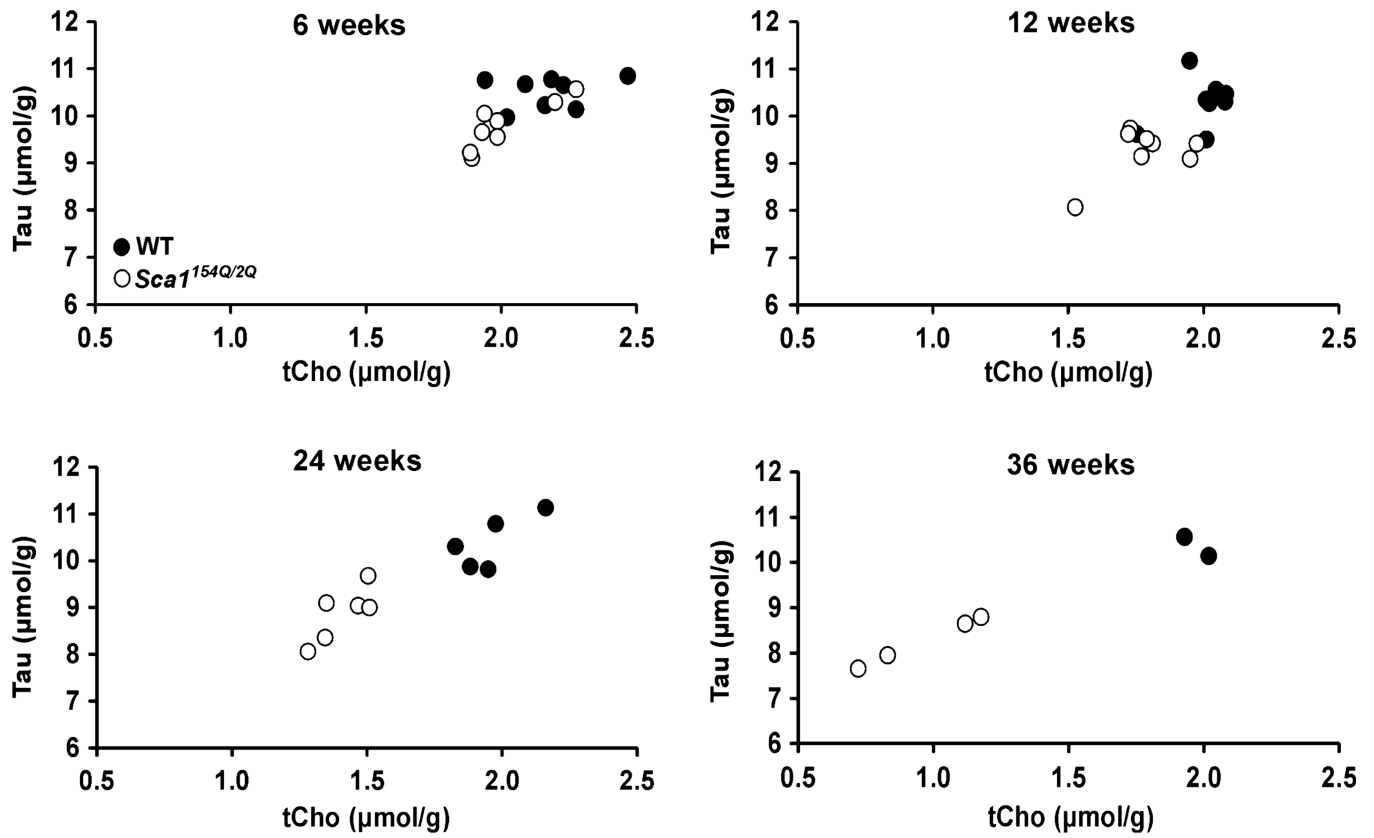 6 weeks
12
11
10
9
8
7
6
Tau (µmol/g)
WT
Sca1154Q/2Q
0.5 1.0 1.5 2.0 2.5
tCho (µmol/g)
12 weeks
12
11
10
9
8
7
6
Tau (µmol/g)
0.5 1.0 1.5 2.0 2.5
tCho (µmol/g)
24 weeks
12
11
10
9
8
7
6
Tau (µmol/g)
0.5 1.0 1.5 2.0 2.5
tCho (µmol/g)
36 weeks
12
11
10
9
8
7
6
Tau (µmol/g)
0.5 1.0 1.5 2.0 2.5
tCho (µmol/g)